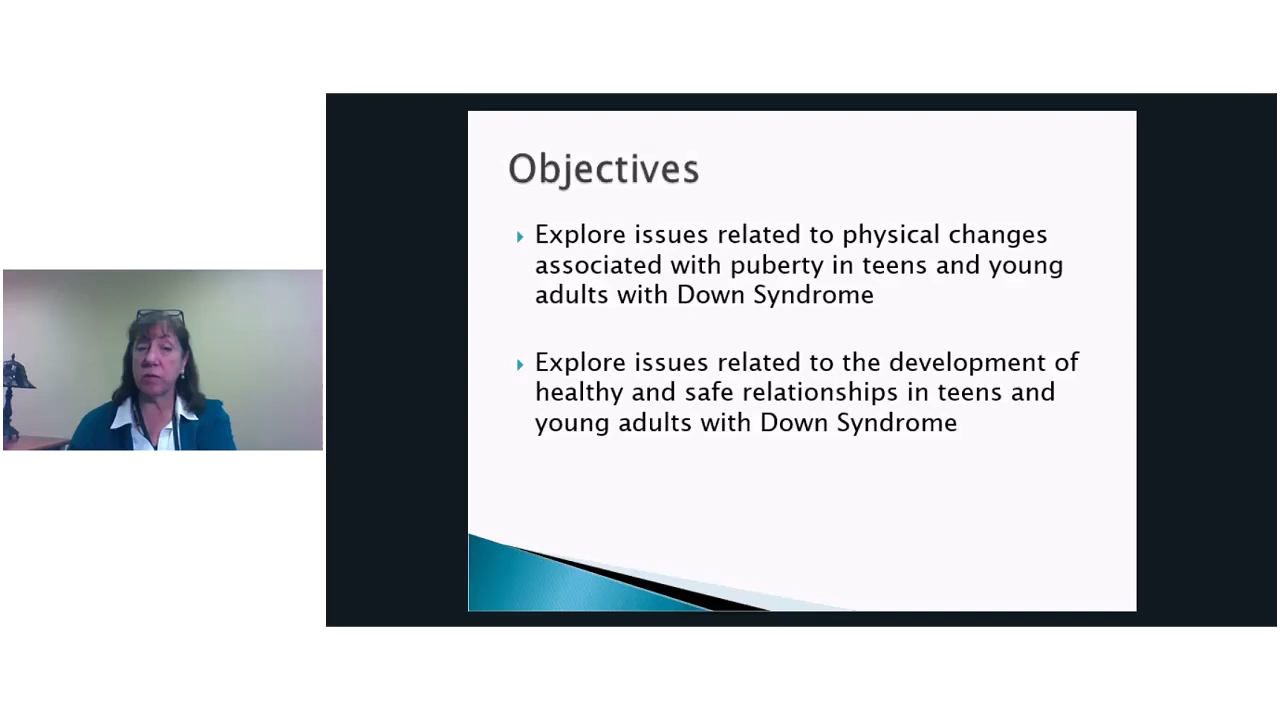 Objectives
Explore issues related to physical changes
associated with puberty in teens and young
adults with Down Syndrome
Explore issues related to the development of
healthy and safe relationships in teens and
young adults with Down Syndrome